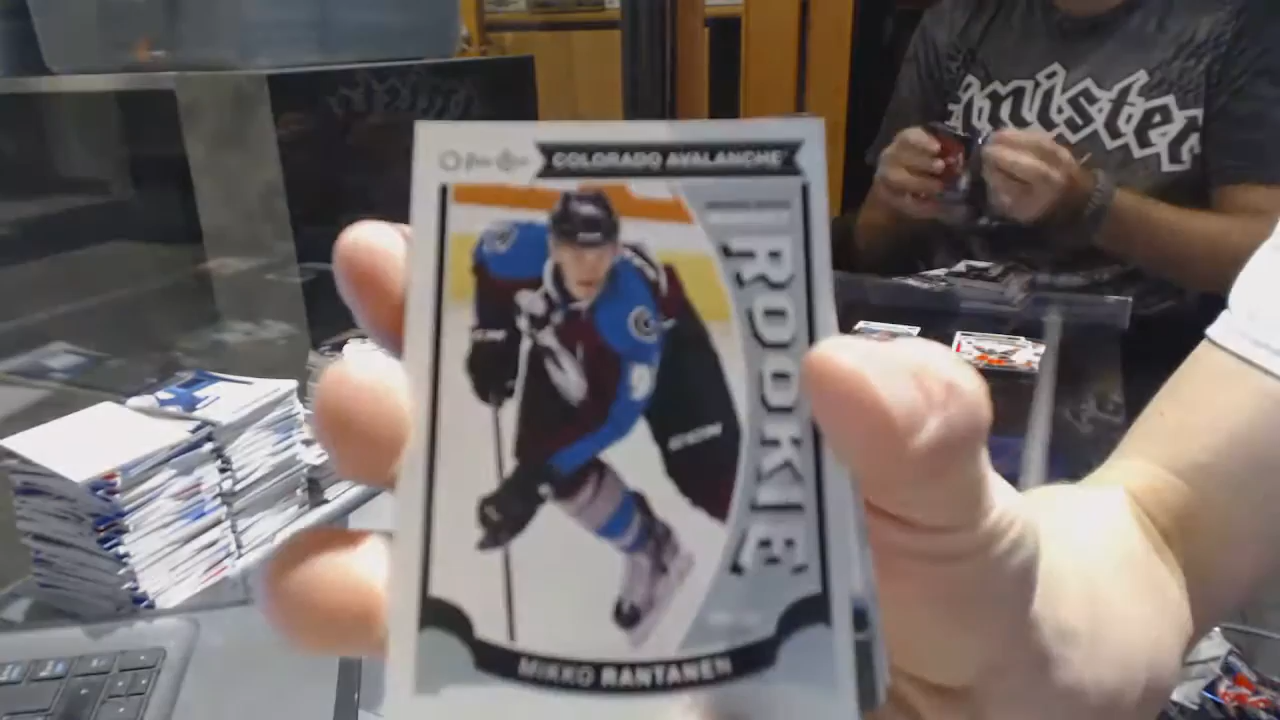 O-Pee-Chee
COLORADO AVALANCHE
ROOKIE
MIKKO RANTANEN
inister